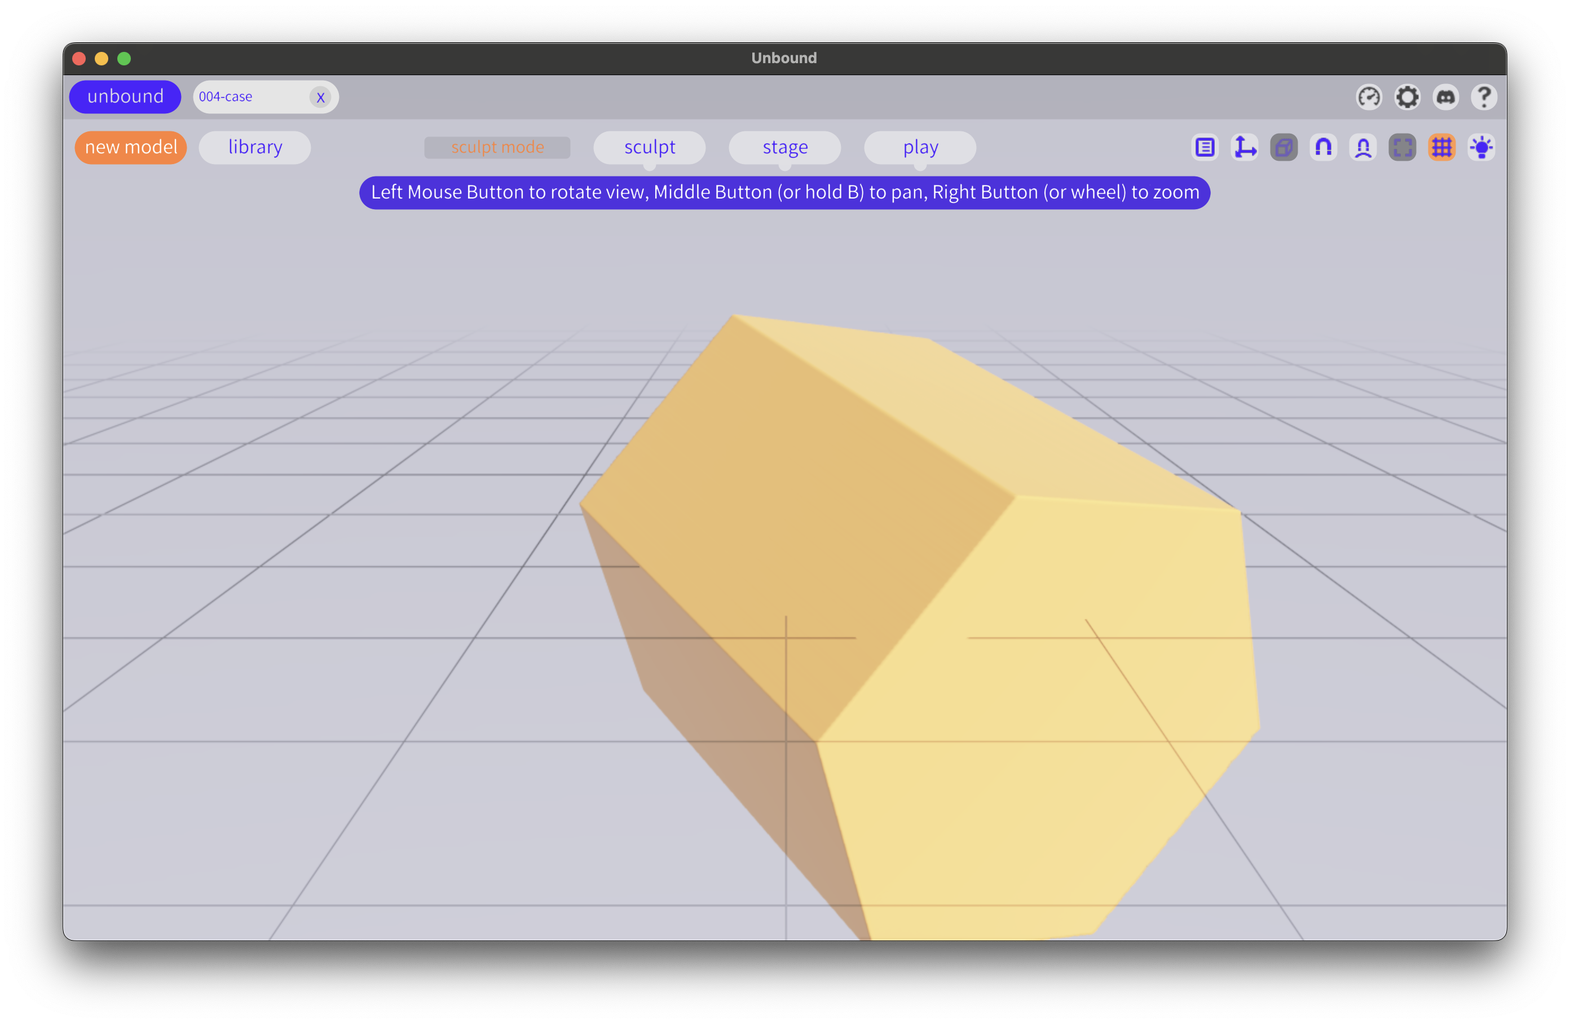 Unbound
unbound
004-case
X
new model
library
sculpt mode
sculpt
stage
play
Left Mouse Button to rotate view, Middle Button (or hold B) to pan, Right Button (or wheel) to zoom